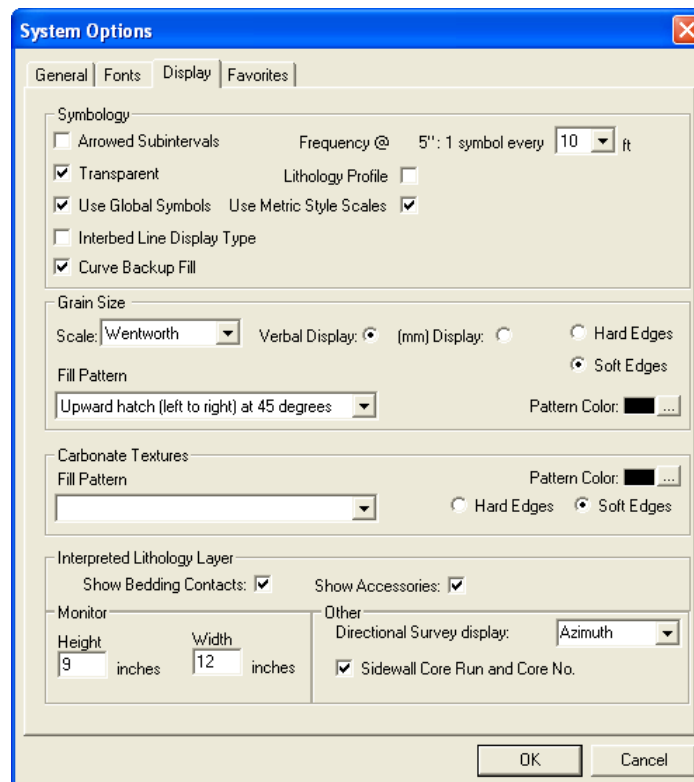 System Options
General Fonts Display Favorites
Symbology
Arrowed Subintervals Frequency @ 5'': 1 symbol every 10 ft
Transparent Lithology Profile
Use Global Symbols Use Metric Style Scales
Interbed Line Display Type
Curve Backup Fill
Grain Size
Scale: Wentworth Verbal Display: (mm) Display: Hard Edges
Soft Edges
Fill Pattern
Upward hatch (left to right) at 45 degrees Pattern Color: ...
Carbonate Textures
Fill Pattern Pattern Color: ...
Hard Edges Soft Edges
Interpreted Lithology Layer
Show Bedding Contacts: Show Accessories:
Monitor Other
Height Width Directional Survey display: Azimuth
9 inches 12 inches Sidewall Core Run and Core No.
OK Cancel